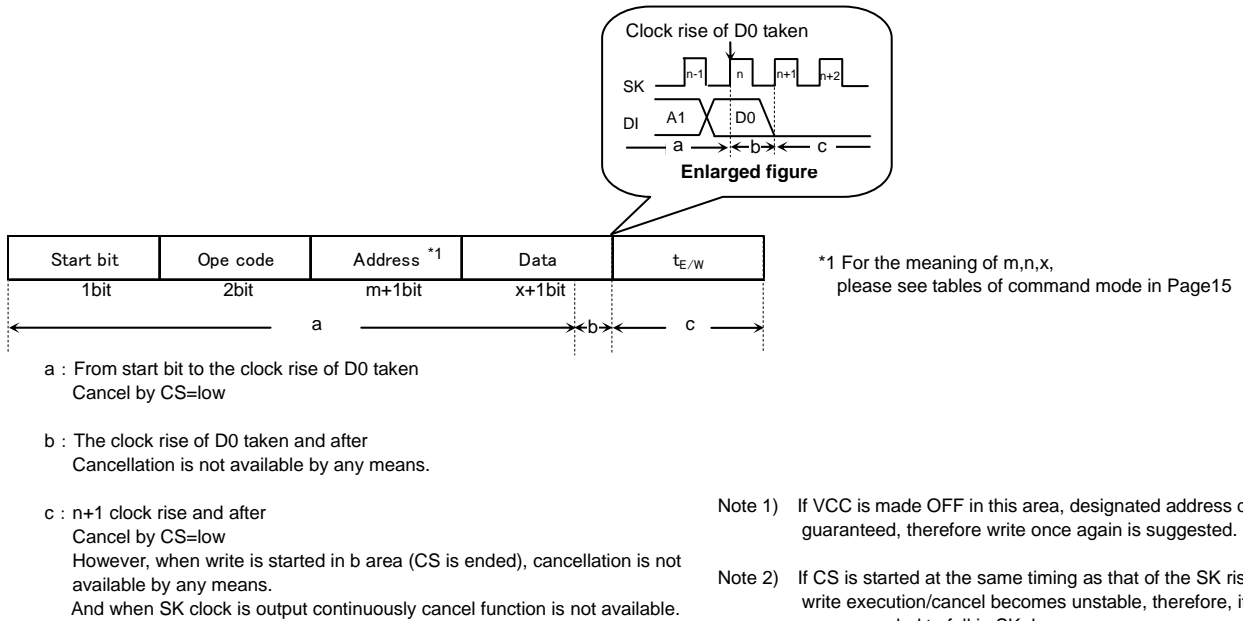 Clock rise of D0 taken
SK n-1 n n+1 n+2
DI A1 D0
a b c
Enlarged figure
Start bit Ope code Address *1 Data tE/W
1bit 2bit m+1bit x+1bit
a b c
*1 For the meaning of m,n,x,
please see tables of command mode in Page15
a : From start bit to the clock rise of D0 taken
Cancel by CS=low
b : The clock rise of D0 taken and after
Cancellation is not available by any means.
c : n+1 clock rise and after
Cancel by CS=low
However, when write is started in b area (CS is ended), cancellation is not
available by any means.
And when SK clock is output continuously cancel function is not available.
Note 1) If VCC is made OFF in this area, designated address
guaranteed, therefore write once again is suggested.
Note 2) If CS is started at the same timing as that of the SK
write execution/cancel becomes unstable, therefore,